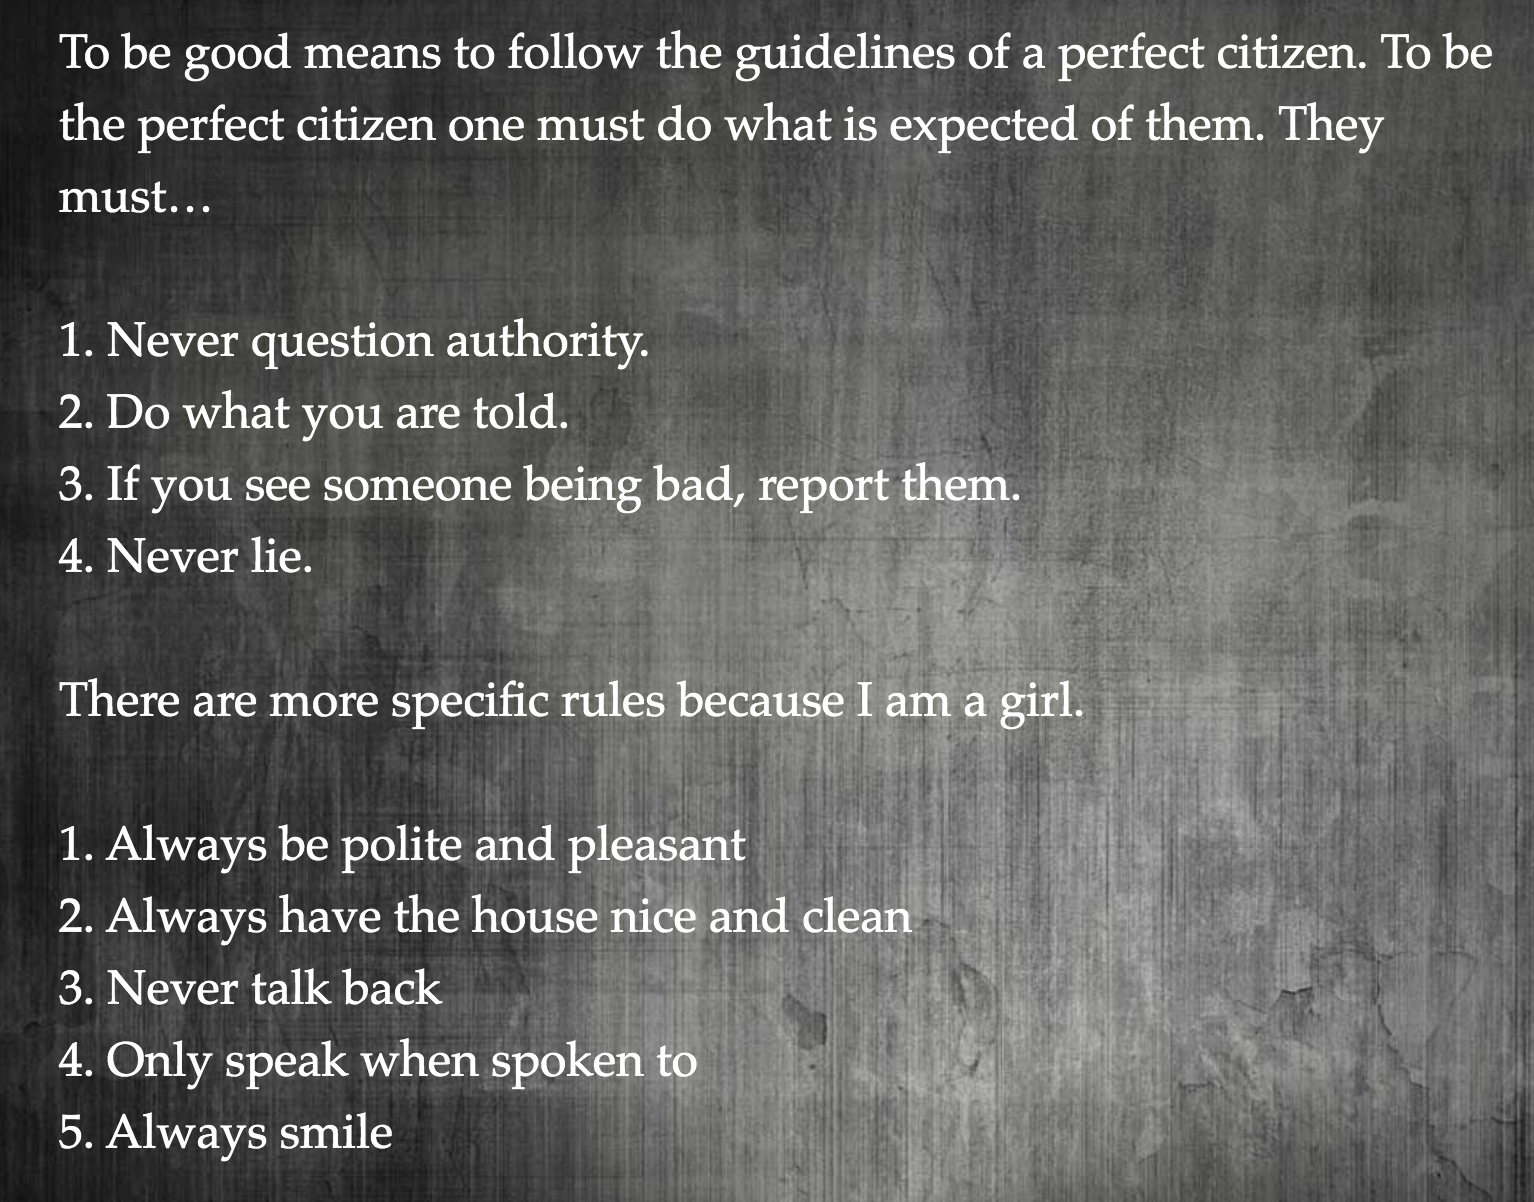 To be good means to follow the guidelines of a perfect citizen. To be
the perfect citizen one must do what is expected of them. They
must…
1. Never question authority.
2. Do what you are told.
3. If you see someone being bad, report them.
4. Never lie.
There are more specific rules because I am a girl.
1. Always be polite and pleasant
2. Always have the house nice and clean
3. Never talk back
4. Only speak when spoken to
5. Always smile